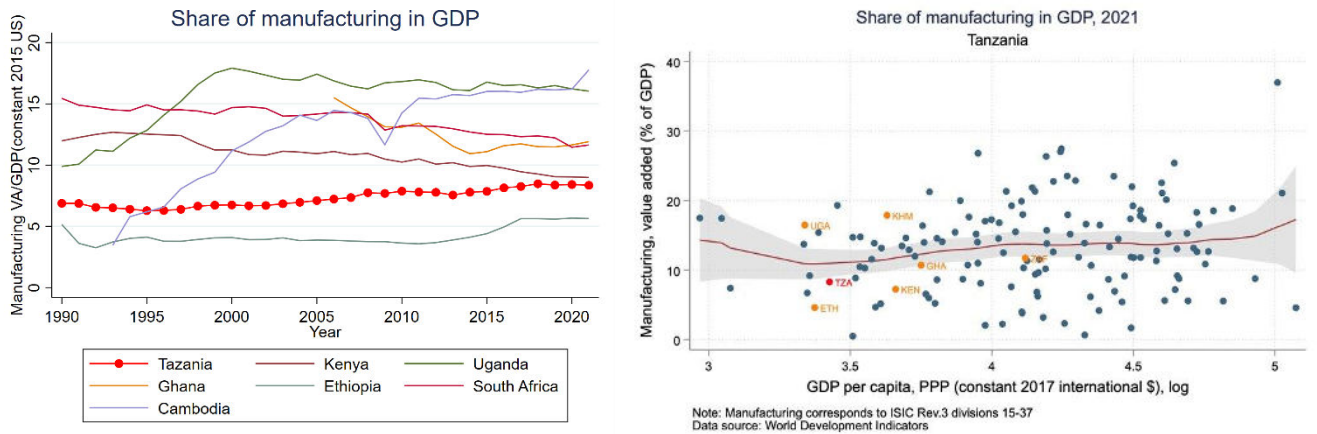 Share of manufacturing in GDP
Manufacturing VA/GDP(constant 2015 US)
20
15
10
5
0
1990 1995 2000 2005 2010 2015 2020
Year
Tazania Kenya Uganda
Ghana Ethiopia South Africa
Cambodia
Share of manufacturing in GDP, 2021
Tanzania
Manufacturing, value added (% of GDP)
40
30
20
10
0
UGA
KHM
GHA
TZA
KEN
ETH
3 3.5 4 4.5 5
GDP per capita, PPP (constant 2017 international $), log
Note: Manufacturing corresponds to ISIC Rev.3 divisions 15-37
Data source: World Development Indicators